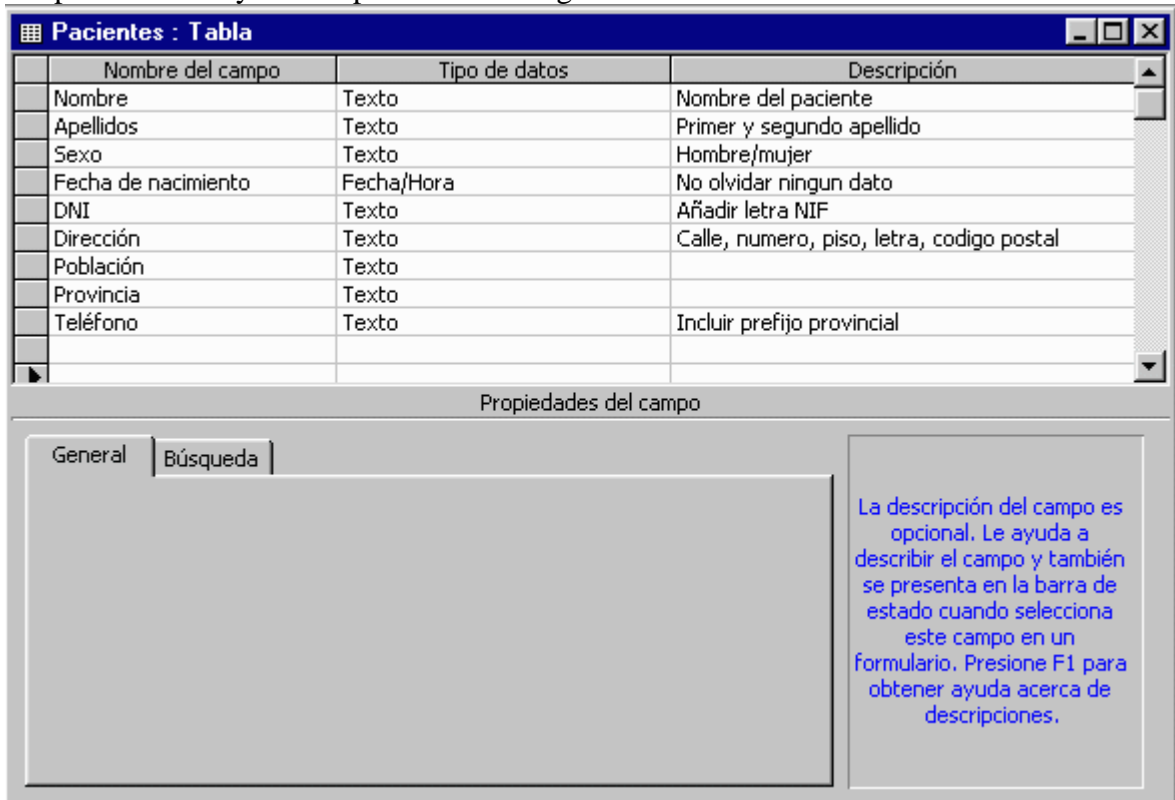 Pacientes : Tabla
Nombre del campo Tipo de datos Descripción
Nombre Texto Nombre del paciente
Apellidos Texto Primer y segundo apellido
Sexo Texto Hombre/mujer
Fecha de nacimiento Fecha/Hora No olvidar ningun dato
DNI Texto Añadir letra NIF
Dirección Texto Calle, numero, piso, letra, codigo postal
Población Texto
Provincia Texto
Teléfono Texto Incluir prefijo provincial
Propiedades del campo
General Búsqueda
La descripción del campo es
opcional. Le ayuda a
describir el campo y también
se presenta en la barra de
estado cuando selecciona
este campo en un
formulario. Presione F1 para
obtener ayuda acerca de
descripciones.